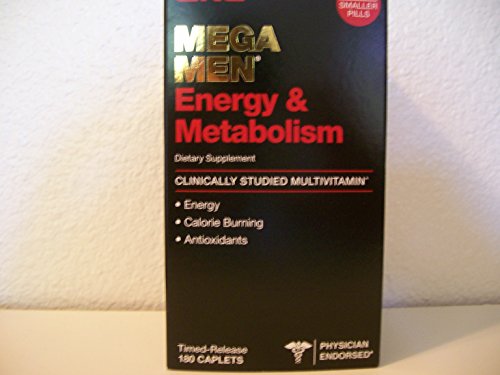 SMALLER
PILLS
MEGA
MEN®
Energy &
Metabolism
Dietary Supplement
CLINICALLY STUDIED MULTIVITAMIN*
• Energy
• Calorie Burning
• Antioxidants
Timed-Release
180 CAPLETS
PHYSICIAN
ENDORSED*